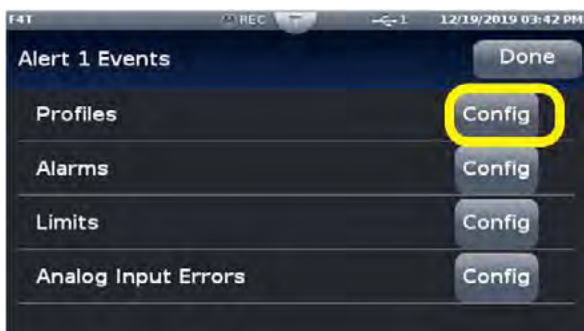 F4T REC 1 12/19/2019 03:42 PM
Alert 1 Events Done
Profiles Config
Alarms Config
Limits Config
Analog Input Errors Config